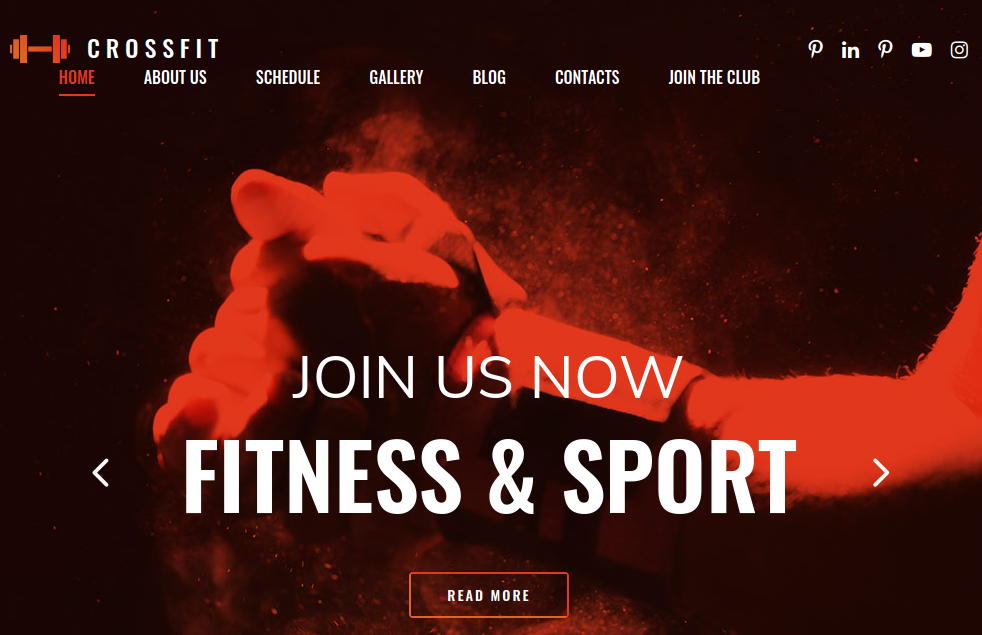 CROSSFIT
HOME ABOUT US SCHEDULE GALLERY BLOG CONTACTS JOIN THE CLUB
JOIN US NOW
FITNESS & SPORT
READ MORE